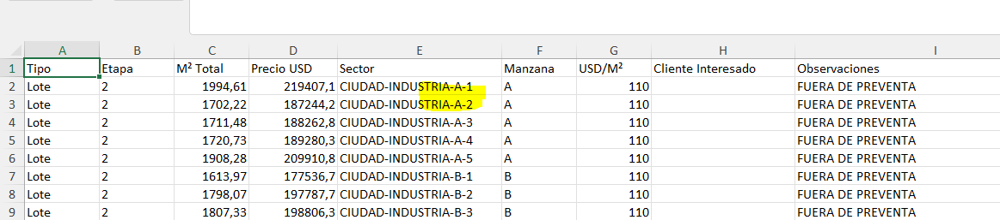 A B C D E F G H I
1 Tipo Etapa M² Total Precio USD Sector Manzana USD/M² Cliente Interesado Observaciones
2 Lote 2 1994,61 219407,1 CIUDAD-INDUSTRIA-A-1 A 110 FUERA DE PREVENTA
3 Lote 2 1702,22 187244,2 CIUDAD-INDUSTRIA-A-2 A 110 FUERA DE PREVENTA
4 Lote 2 1711,48 188262,8 CIUDAD-INDUSTRIA-A-3 A 110 FUERA DE PREVENTA
5 Lote 2 1720,73 189280,3 CIUDAD-INDUSTRIA-A-4 A 110 FUERA DE PREVENTA
6 Lote 2 1908,28 209910,8 CIUDAD-INDUSTRIA-A-5 A 110 FUERA DE PREVENTA
7 Lote 2 1613,97 177536,7 CIUDAD-INDUSTRIA-B-1 B 110 FUERA DE PREVENTA
8 Lote 2 1798,07 197787,7 CIUDAD-INDUSTRIA-B-2 B 110 FUERA DE PREVENTA
9 Lote 2 1807,33 198806,3 CIUDAD-INDUSTRIA-B-3 B 110 FUERA DE PREVENTA